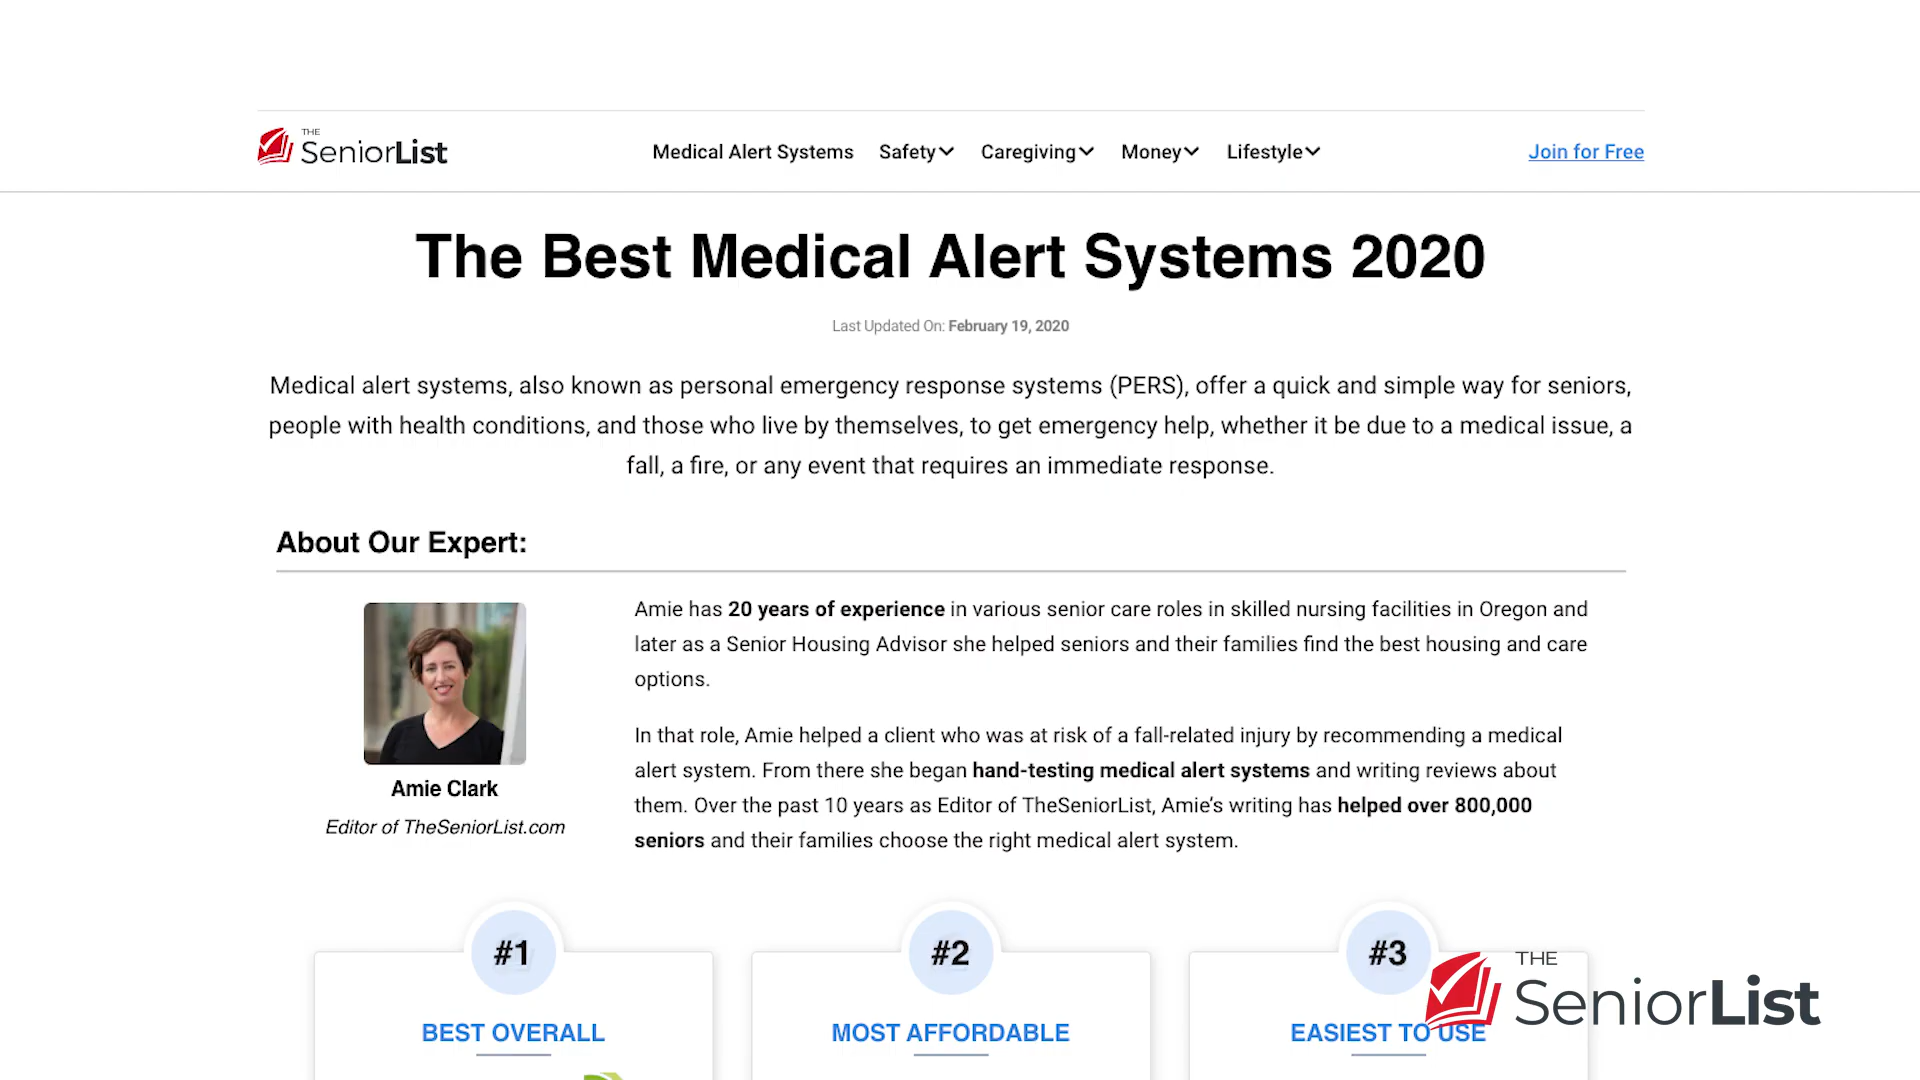 THE
SeniorList
Medical Alert Systems Safety Caregiving Money Lifestyle Join for Free
The Best Medical Alert Systems 2020
Last Updated On: February 19, 2020
Medical alert systems, also known as personal emergency response systems (PERS), offer a quick and simple way for seniors,
people with health conditions, and those who live by themselves, to get emergency help, whether it be due to a medical issue, a
fall, a fire, or any event that requires an immediate response.
About Our Expert:
Amie Clark
Editor of TheSeniorList.com
Amie has 20 years of experience in various senior care roles in skilled nursing facilities in Oregon and
later as a Senior Housing Advisor she helped seniors and their families find the best housing and care
options.
In that role, Amie helped a client who was at risk of a fall-related injury by recommending a medical
alert system. From there she began hand-testing medical alert systems and writing reviews about
them. Over the past 10 years as Editor of TheSeniorList, Amie’s writing has helped over 800,000
seniors and their families choose the right medical alert system.
#1
BEST OVERALL
#2
MOST AFFORDABLE
#3
EASIEST TO USE
THE
SeniorList